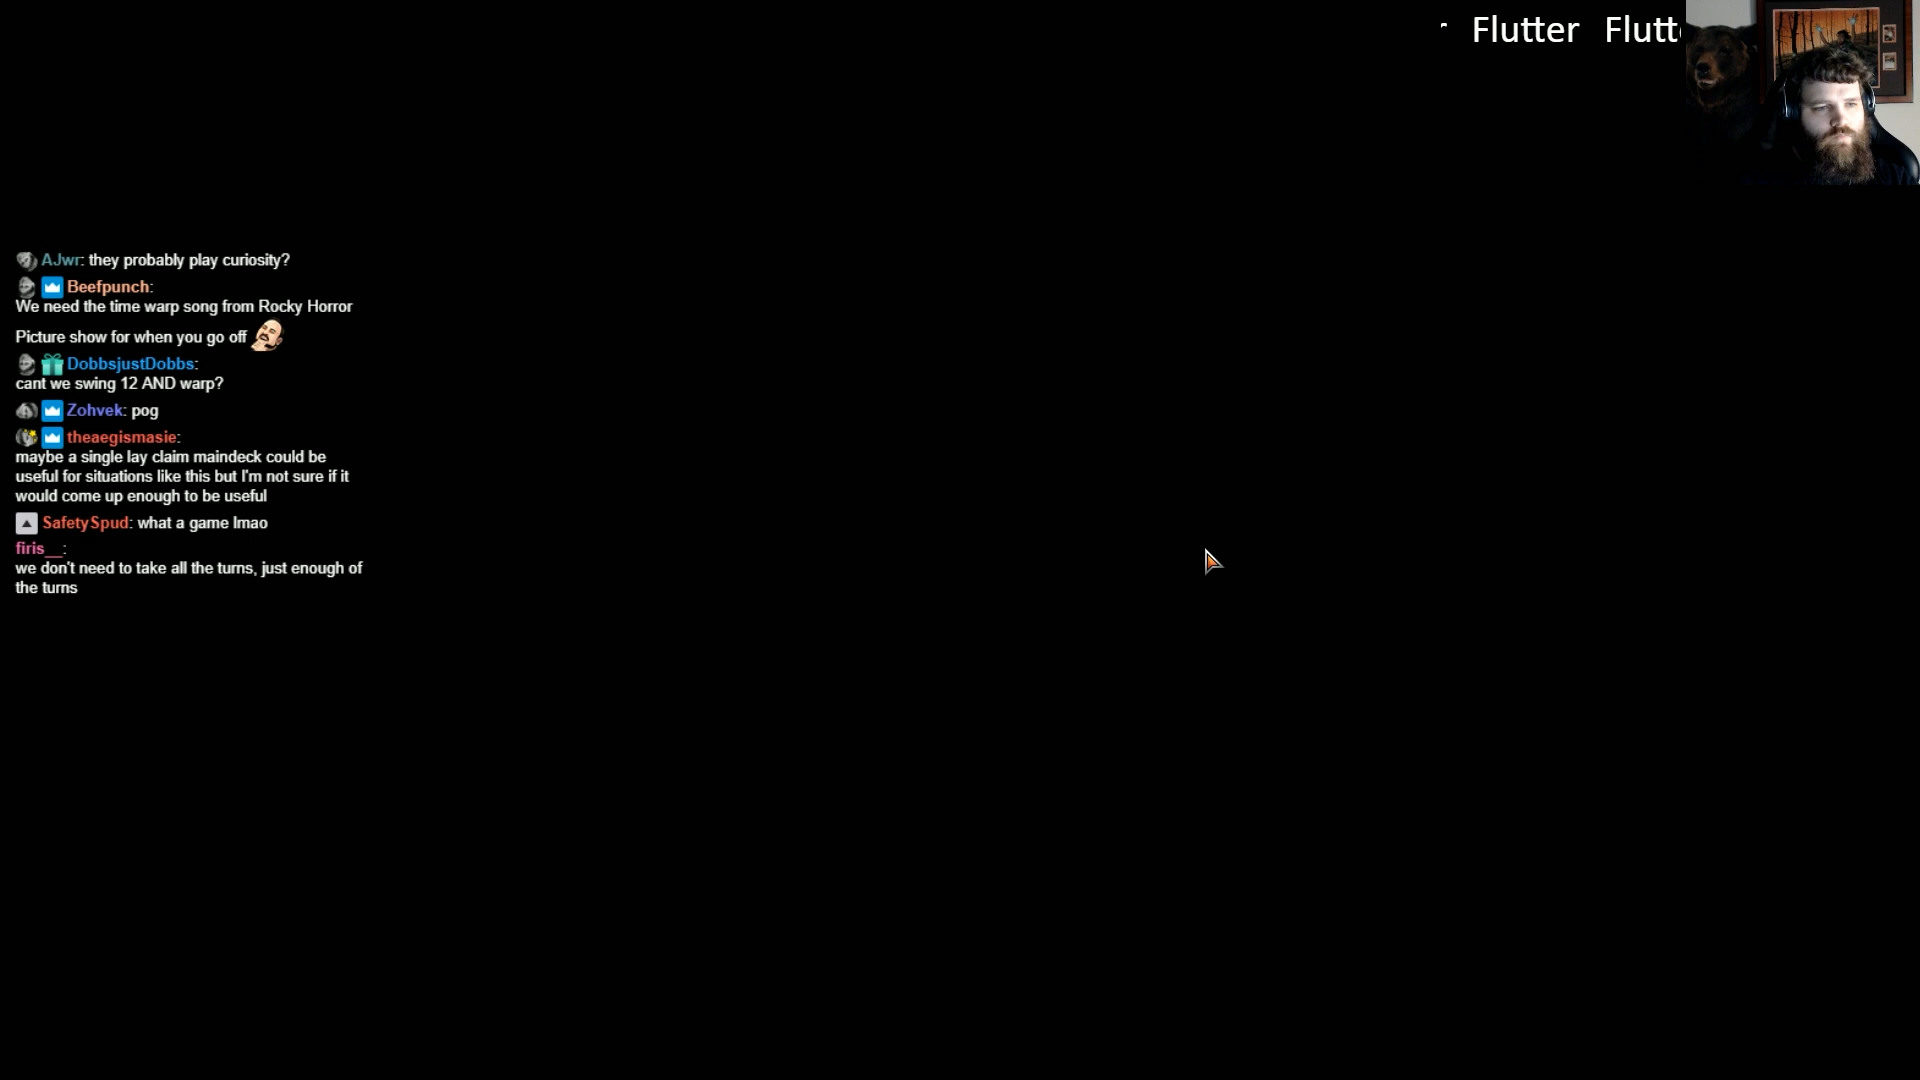 Flutter Flutt
AJwr: they probably play curiosity?
Beefpunch:
We need the time warp song from Rocky Horror
Picture show for when you go off
DobbsjustDobbs:
cant we swing 12 AND warp?
Zohvek: pog
theaegismasie:
maybe a single lay claim maindeck could be
useful for situations like this but I'm not sure if it
would come up enough to be useful
SafetySpud: what a game lmao
firis__:
we don't need to take all the turns, just enough of
the turns